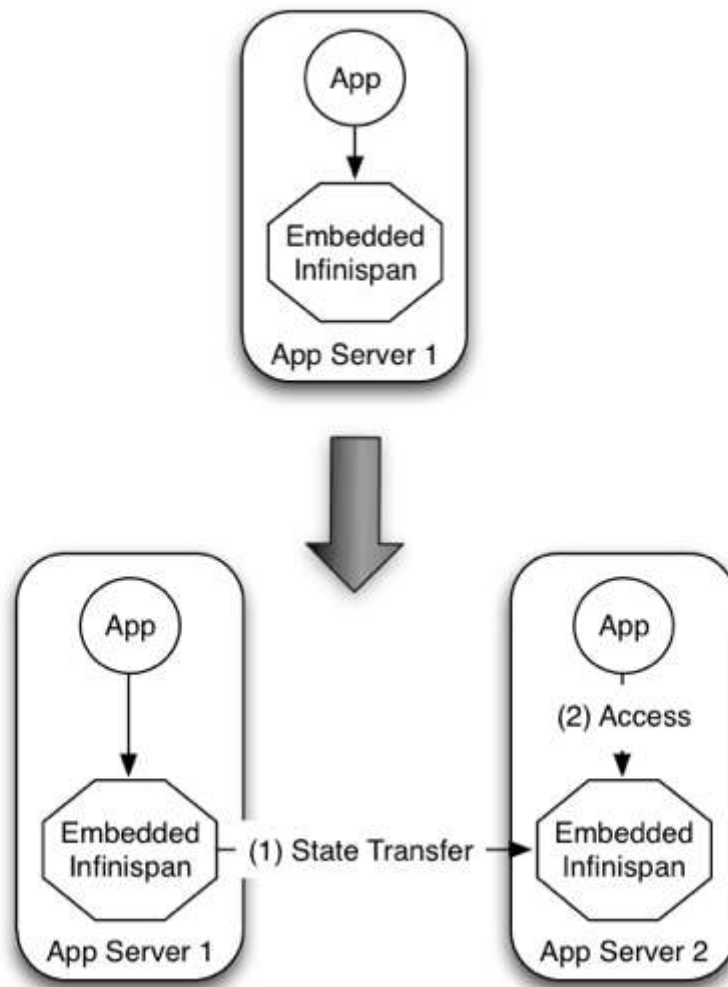 App
Embedded
Infinispan
App Server 1
App
App
(2) Access
Embedded
Infinispan
(1) State Transfer
Embedded
Infinispan
App Server 1
App Server 2